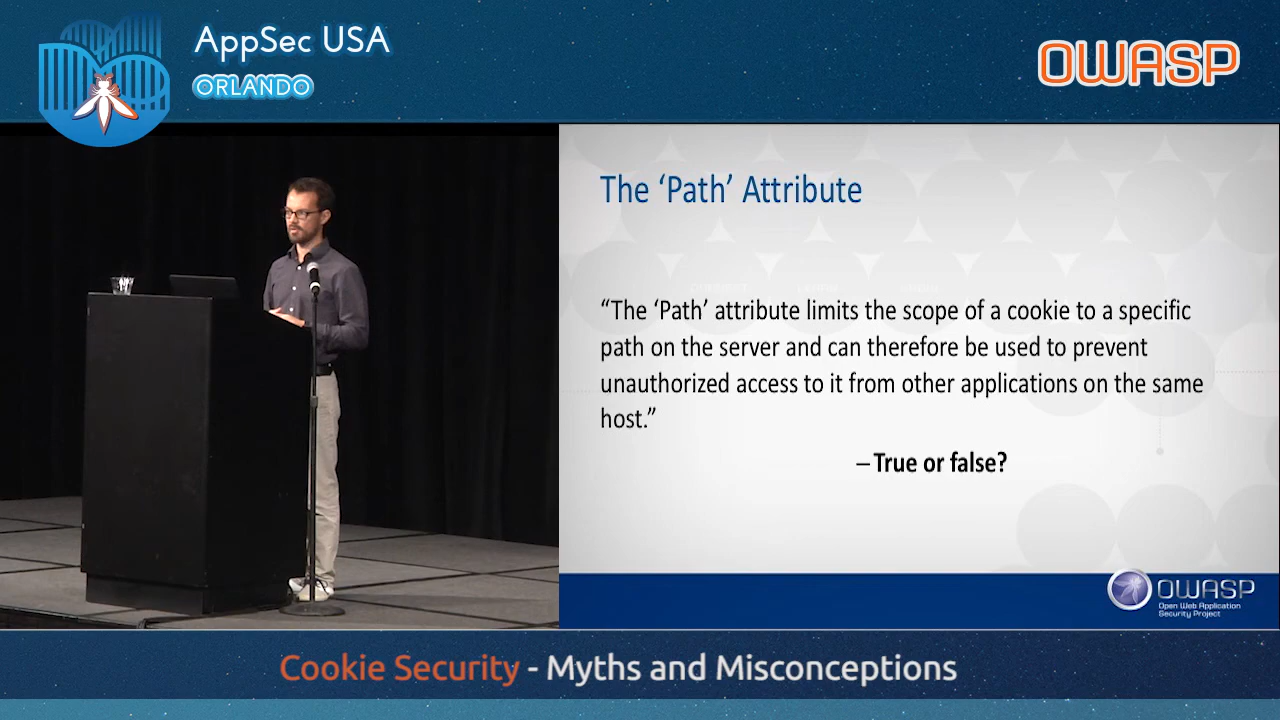 AppSec USA
ORLANDO
OWASP
The ‘Path’ Attribute
“The ‘Path’ attribute limits the scope of a cookie to a specific
path on the server and can therefore be used to prevent
unauthorized access to it from other applications on the same
host.”
– True or false?
OWASP
Open Web Application
Security Project
Cookie Security - Myths and Misconceptions